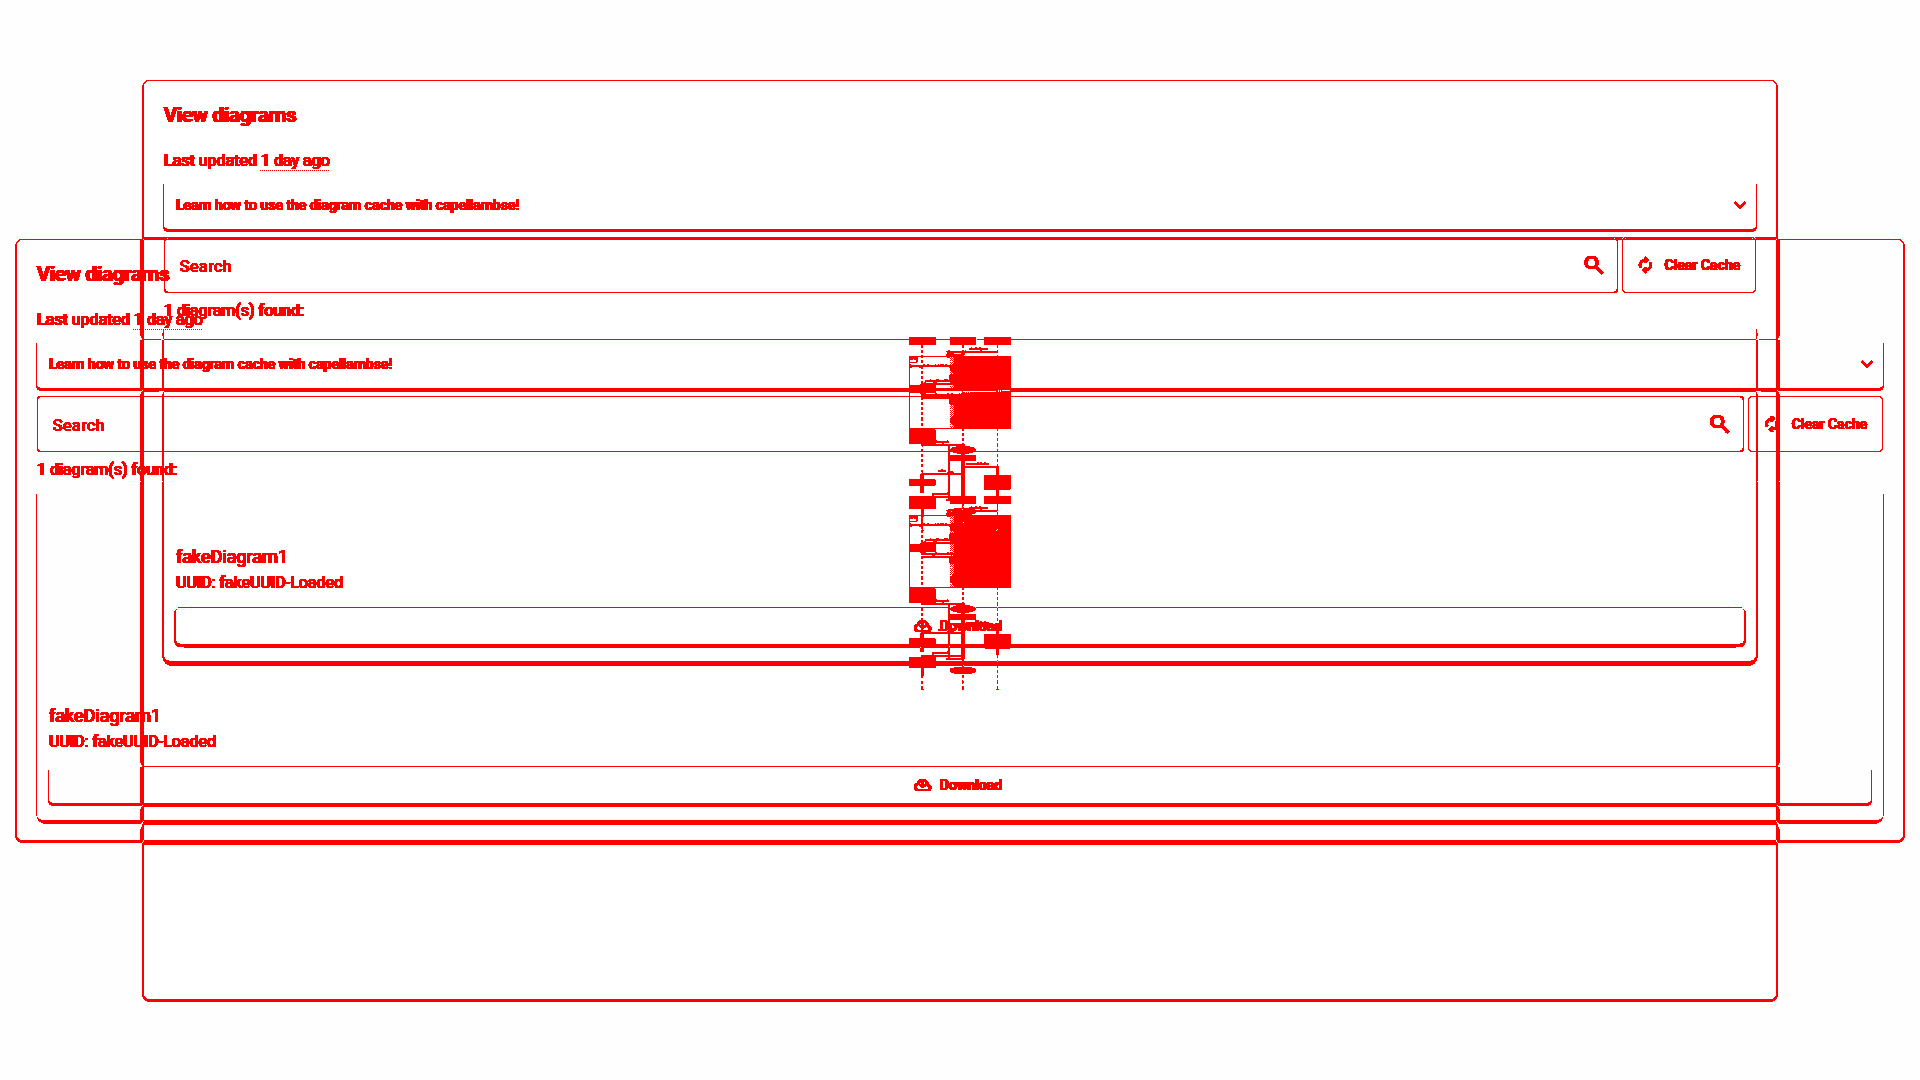 View diagrams
Last updated 1 day ago
Learn how to use the diagram cache with capellambse!
Search
Clear Cache
1 diagram(s) found:
View diagrams
Last updated 1 day ago
Learn how to use the diagram cache with capellambse!
Search
Clear Cache
1 diagram(s) found:
fakeDiagram1
UUID: fakeUUID-Loaded
Download
fakeDiagram1
UUID: fakeUUID-Loaded
Download